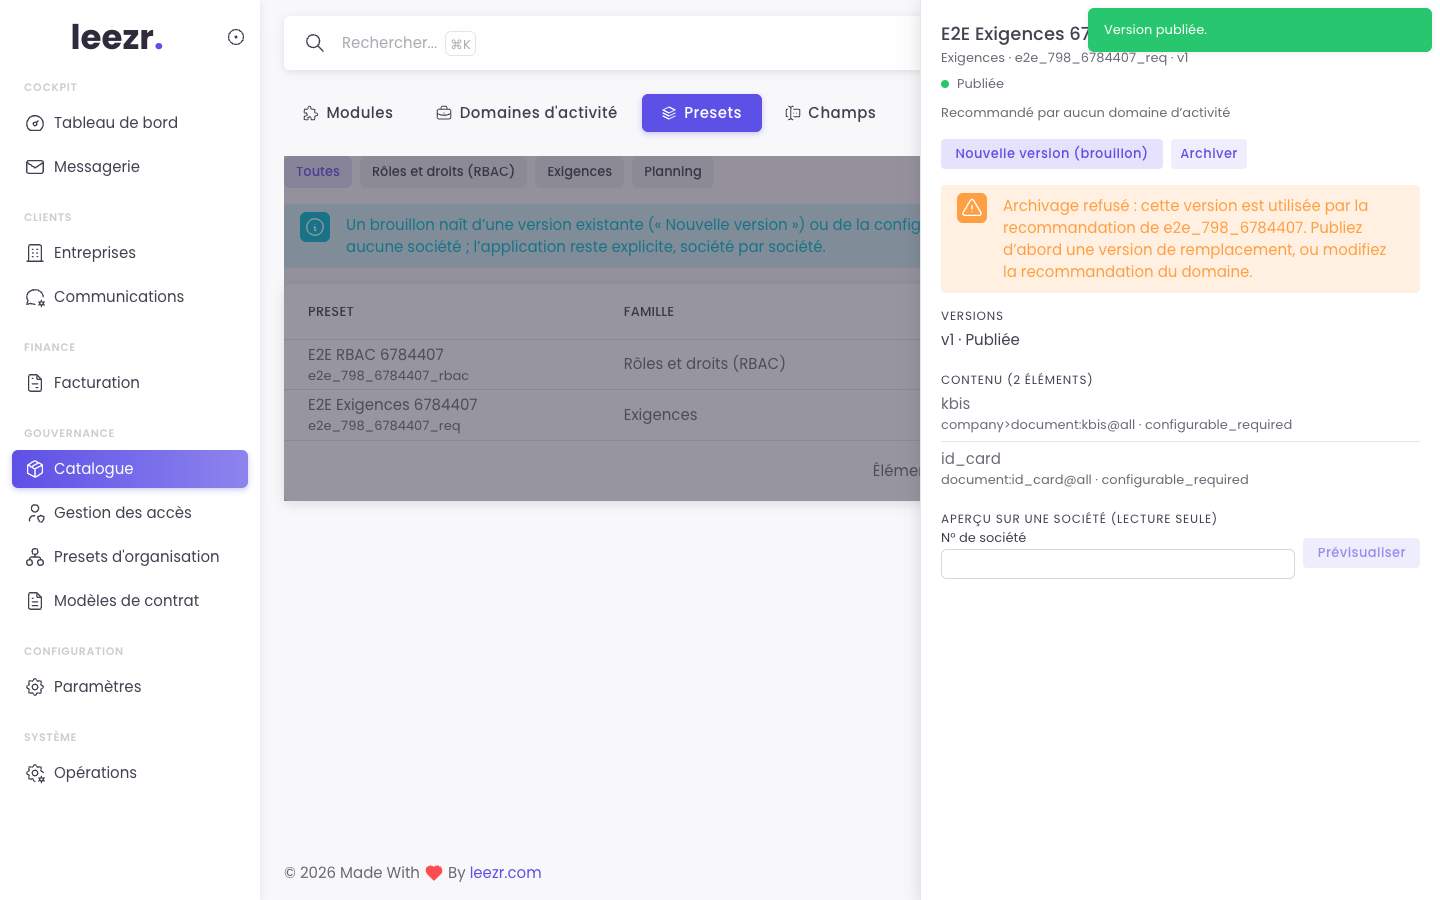 leezr.
COCKPIT
Tableau de bord
Messagerie
CLIENTS
Entreprises
Communications
FINANCE
Facturation
GOUVERNANCE
Catalogue
Gestion des accès
Presets d'organisation
Modèles de contrat
CONFIGURATION
Paramètres
SYSTÈME
Opérations
Rechercher... ⌘K
Modules
Domaines d'activité
Presets
Champs
Toutes
Rôles et droits (RBAC)
Exigences
Planning
Un brouillon naît d’une version existante (« Nouvelle version ») ou de la config
aucune société ; l’application reste explicite, société par société.
PRESET FAMILLE
E2E RBAC 6784407
e2e_798_6784407_rbac
Rôles et droits (RBAC)
E2E Exigences 6784407
e2e_798_6784407_req
Exigences
© 2026 Made With By leezr.com
Version publiée.
E2E Exigences
Exigences · e2e_798_6784407_req · v1
Publiée
Recommandé par aucun domaine d’activité
Nouvelle version (brouillon)
Archiver
Archivage refusé : cette version est utilisée par la
recommandation de e2e_798_6784407. Publiez
d’abord une version de remplacement, ou modifiez
la recommandation du domaine.
VERSIONS
v1 · Publiée
CONTENU (2 ÉLÉMENTS)
kbis
company>document:kbis@all · configurable_required
id_card
document:id_card@all · configurable_required
APERÇU SUR UNE SOCIÉTÉ (LECTURE SEULE)
N° de société
Prévisualiser